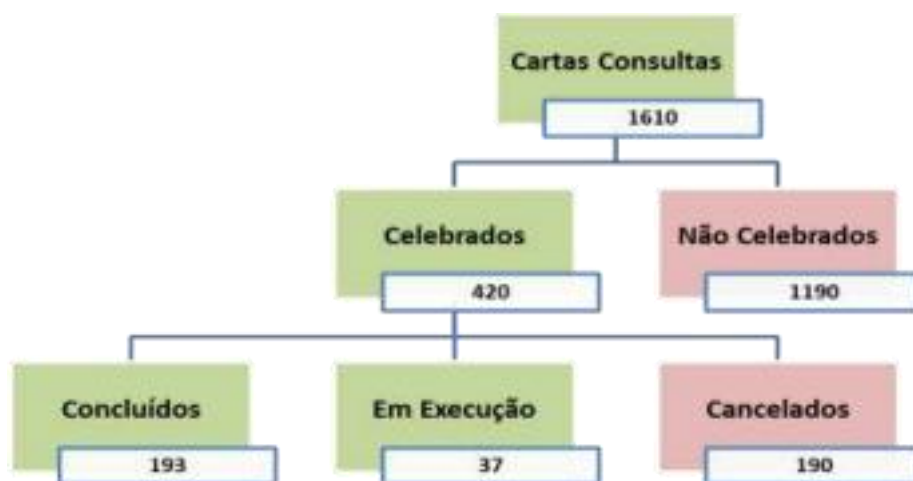 Cartas Consultas
1610
Celebrados
420
Não Celebrados
1190
Concluídos
193
Em Execução
37
Cancelados
190